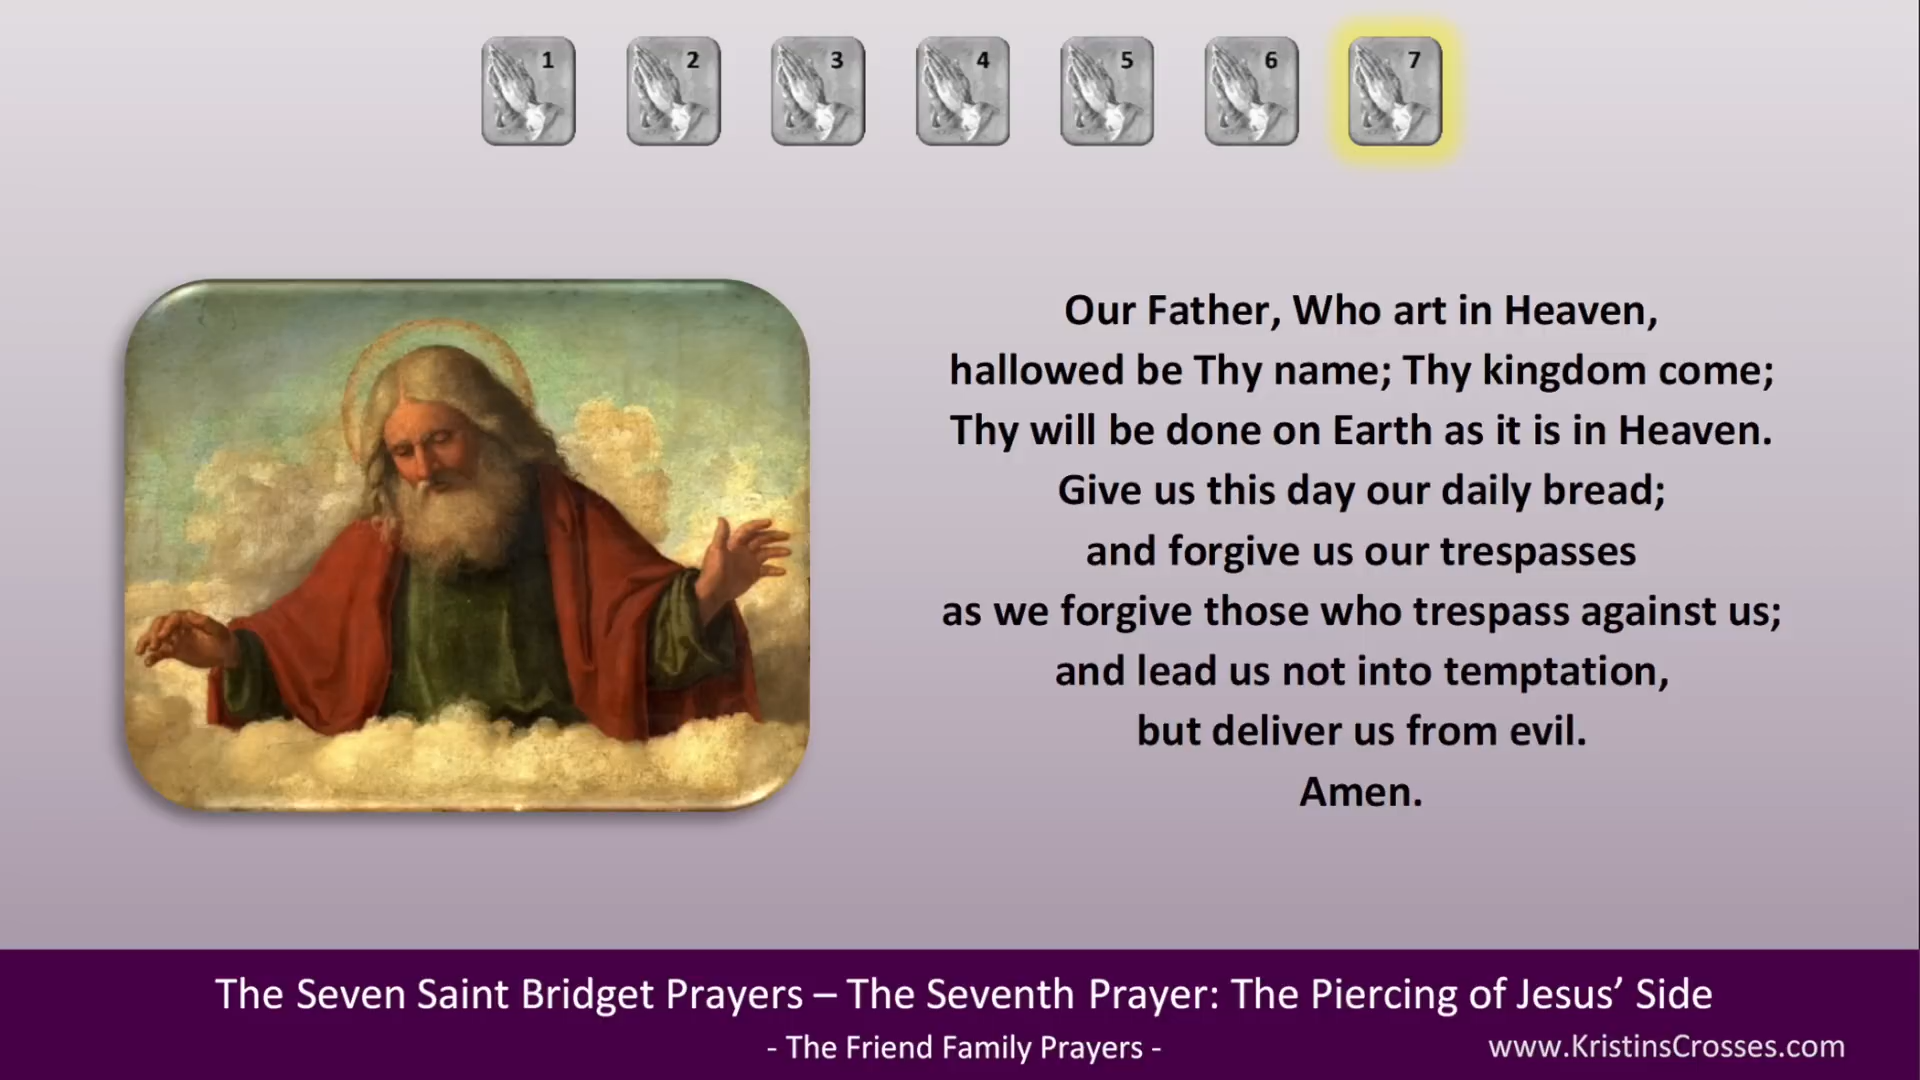 1 2 3 4 5 6 7
Our Father, Who art in Heaven,
hallowed be Thy name; Thy kingdom come;
Thy will be done on Earth as it is in Heaven.
Give us this day our daily bread;
and forgive us our trespasses
as we forgive those who trespass against us;
and lead us not into temptation,
but deliver us from evil.
Amen.
The Seven Saint Bridget Prayers – The Seventh Prayer: The Piercing of Jesus’ Side
- The Friend Family Prayers -
www.KristinsCrosses.com